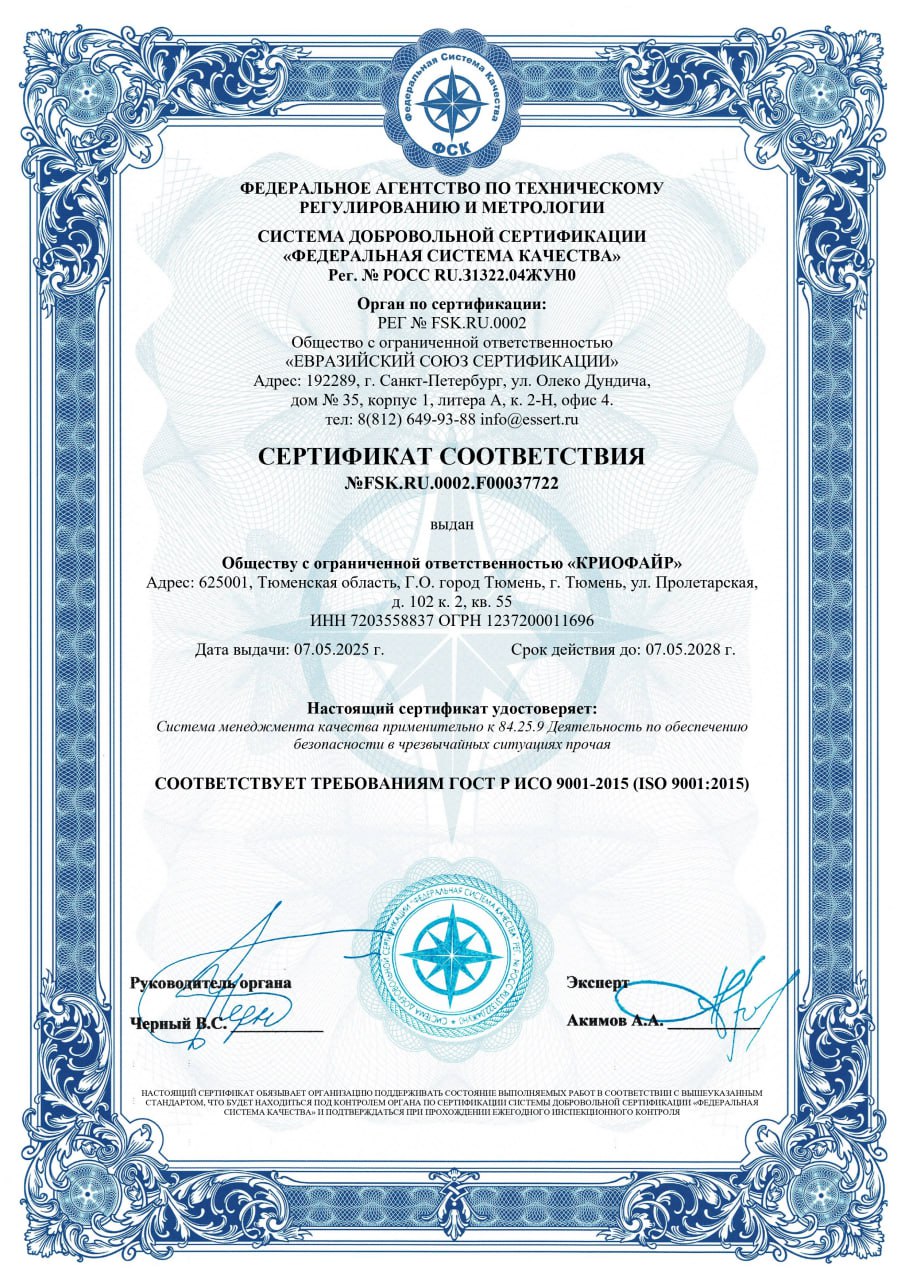 Федеральная Система Качества
ФСК
ФЕДЕРАЛЬНОЕ АГЕНТСТВО ПО ТЕХНИЧЕСКОМУ
РЕГУЛИРОВАНИЮ И МЕТРОЛОГИИ
СИСТЕМА ДОБРОВОЛЬНОЙ СЕРТИФИКАЦИИ
«ФЕДЕРАЛЬНАЯ СИСТЕМА КАЧЕСТВА»
Рег. № РОСС RU.З1322.04ЖУН0
Орган по сертификации:
РЕГ № FSK.RU.0002
Общество с ограниченной ответственностью
«ЕВРАЗИЙСКИЙ СОЮЗ СЕРТИФИКАЦИИ»
Адрес: 192289, г. Санкт-Петербург, ул. Олеко Дундича,
дом № 35, корпус 1, литера А, к. 2-Н, офис 4.
тел: 8(812) 649-93-88 info@essert.ru
СЕРТИФИКАТ СООТВЕТСТВИЯ
№FSK.RU.0002.F00037722
выдан
Обществу с ограниченной ответственностью «КРИОФАЙР»
Адрес: 625001, Тюменская область, Г.О. город Тюмень, г. Тюмень, ул. Пролетарская,
д. 102 к. 2, кв. 55
ИНН 7203558837 ОГРН 1237200011696
Дата выдачи: 07.05.2025 г. Срок действия до: 07.05.2028 г.
Настоящий сертификат удостоверяет:
Система менеджмента качества применительно к 84.25.9 Деятельность по обеспечению
безопасности в чрезвычайных ситуациях прочая
СООТВЕТСТВУЕТ ТРЕБОВАНИЯМ ГОСТ Р ИСО 9001-2015 (ISO 9001:2015)
СИСТЕМА ДОБРОВОЛЬНОЙ СЕРТИФИКАЦИИ "ФЕДЕРАЛЬНАЯ СИСТЕМА КАЧЕСТВА"
Руководитель органа
Черный В.С.
Эксперт
Акимов А.А.
НАСТОЯЩИЙ СЕРТИФИКАТ ОБЯЗЫВАЕТ ОРГАНИЗАЦИЮ ПОДДЕРЖИВАТЬ СОСТОЯНИЕ ВЫПОЛНЯЕМЫХ РАБОТ В СООТВЕТСТВИИ С ВЫШЕУКАЗАННЫМ
СТАНДАРТОМ, ЧТО БУДЕТ НАХОДИТЬСЯ ПОД КОНТРОЛЕМ ОРГАНА ПО СЕРТИФИКАЦИИ СИСТЕМЫ ДОБРОВОЛЬНОЙ СЕРТИФИКАЦИИ «ФЕДЕРАЛЬНАЯ
СИСТЕМА КАЧЕСТВА» И ПОДТВЕРЖДАТЬСЯ ПРИ ПРОХОЖДЕНИИ ЕЖЕГОДНОГО ИНСПЕКЦИОННОГО КОНТРОЛЯ